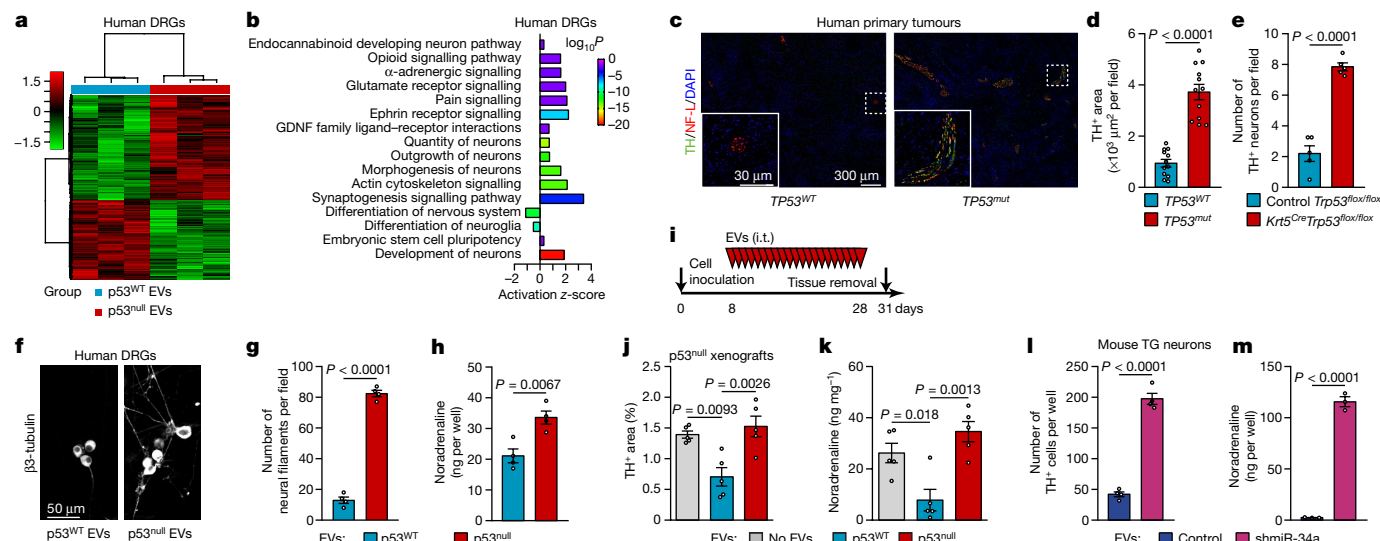 a
Human DRGs
1.5
0
−1.5
Group
p53WT EVs
p53null EVs
b
Human DRGs
Endocannabinoid developing neuron pathway
Opioid signalling pathway
α-adrenergic signalling
Glutamate receptor signalling
Pain signalling
Ephrin receptor signalling
GDNF family ligand–receptor interactions
Quantity of neurons
Outgrowth of neurons
Morphogenesis of neurons
Actin cytoskeleton signalling
Synaptogenesis signalling pathway
Differentiation of nervous system
Differentiation of neuroglia
Embryonic stem cell pluripotency
Development of neurons
log10P
0
−5
−10
−15
−20
−2 0 2 4
Activation z-score
c
Human primary tumours
TH/NF-L/DAPI
30 μm
300 μm
TP53WT
TP53mut
d
P < 0.0001
TH+ area
(×10³ μm² per field)
6
4
2
0
TP53WT
TP53mut
e
P < 0.0001
Number of
TH+ neurons per field
10
8
6
4
2
0
Control Trp53flox/flox
Krt5CreTrp53flox/flox
i
EVs (i.t.)
Cell
inoculation
Tissue removal
0 8 28 31 days
f
Human DRGs
β3-tubulin
50 μm
p53WT EVs
p53null EVs
g
P < 0.0001
Number of
neural filaments per field
100
80
60
40
20
0
h
P = 0.0067
Noradrenaline
(ng per well)
50
40
30
20
10
0
EVs: p53WT p53null
j
p53null xenografts
P = 0.0026
P = 0.0093
TH+ area (%)
2.5
2.0
1.5
1.0
0.5
0
k
P = 0.0013
P = 0.018
Noradrenaline (ng mg−1)
60
40
20
0
EVs: No EVs p53WT p53null
l
Mouse TG neurons
P < 0.0001
Number of
TH+ cells per well
250
200
150
100
50
0
m
P < 0.0001
Noradrenaline
(ng per well)
150
100
50
0
EVs: Control shmiR-34a